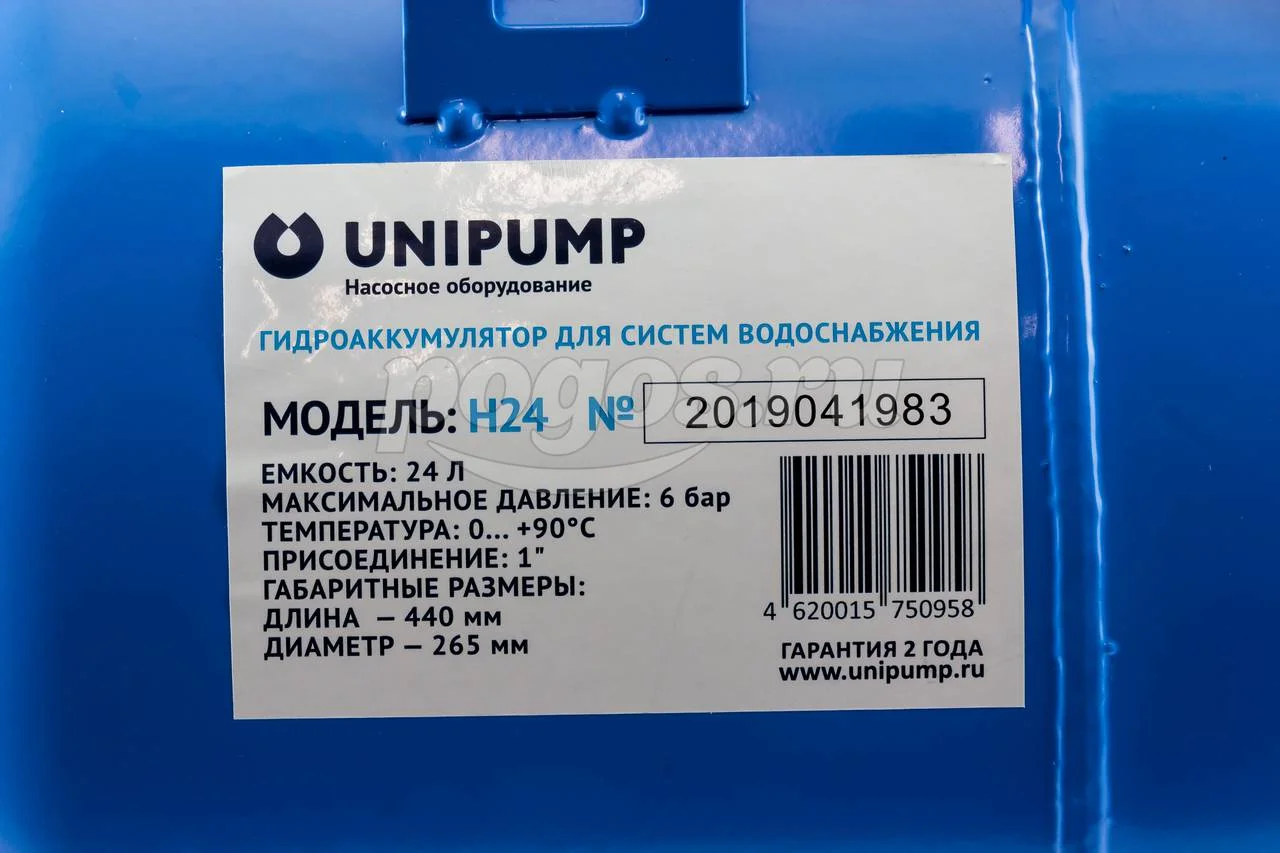 UNIPUMP
Насосное оборудование
ГИДРОАККУМУЛЯТОР ДЛЯ СИСТЕМ ВОДОСНАБЖЕНИЯ
pogos.ru
МОДЕЛЬ: H24 № 2019041983
ЕМКОСТЬ: 24 Л
МАКСИМАЛЬНОЕ ДАВЛЕНИЕ: 6 бар
ТЕМПЕРАТУРА: 0... +90°С
ПРИСОЕДИНЕНИЕ: 1"
ГАБАРИТНЫЕ РАЗМЕРЫ:
ДЛИНА — 440 мм
ДИАМЕТР — 265 мм
4 620015 750958
ГАРАНТИЯ 2 ГОДА
www.unipump.ru